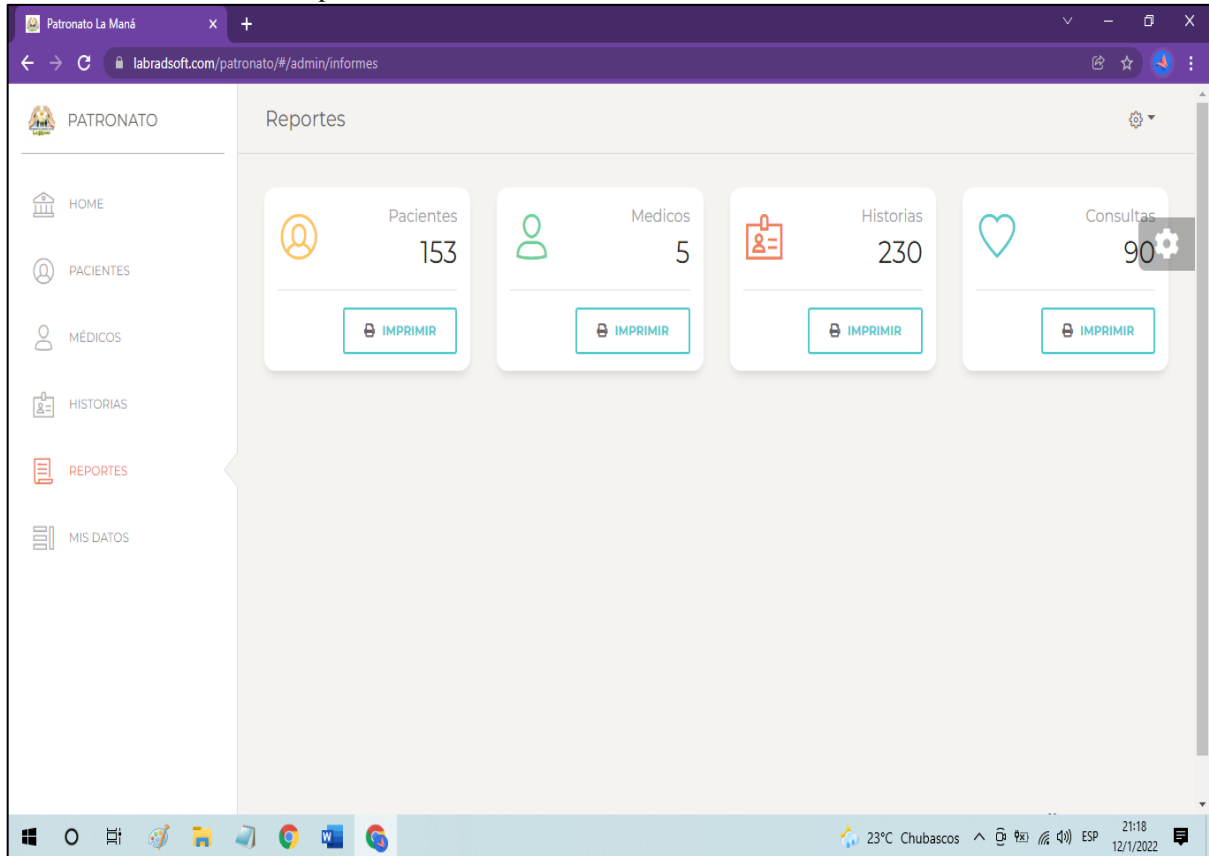 Patronato La Maná
labradsoft.com/patronato/#/admin/informes
PATRONATO
Reportes
HOME
PACIENTES
MÉDICOS
HISTORIAS
REPORTES
MIS DATOS
Pacientes
153
IMPRIMIR
Medicos
5
IMPRIMIR
Historias
230
IMPRIMIR
Consultas
90
IMPRIMIR
23°C Chubascos
ESP
21:18
12/1/2022